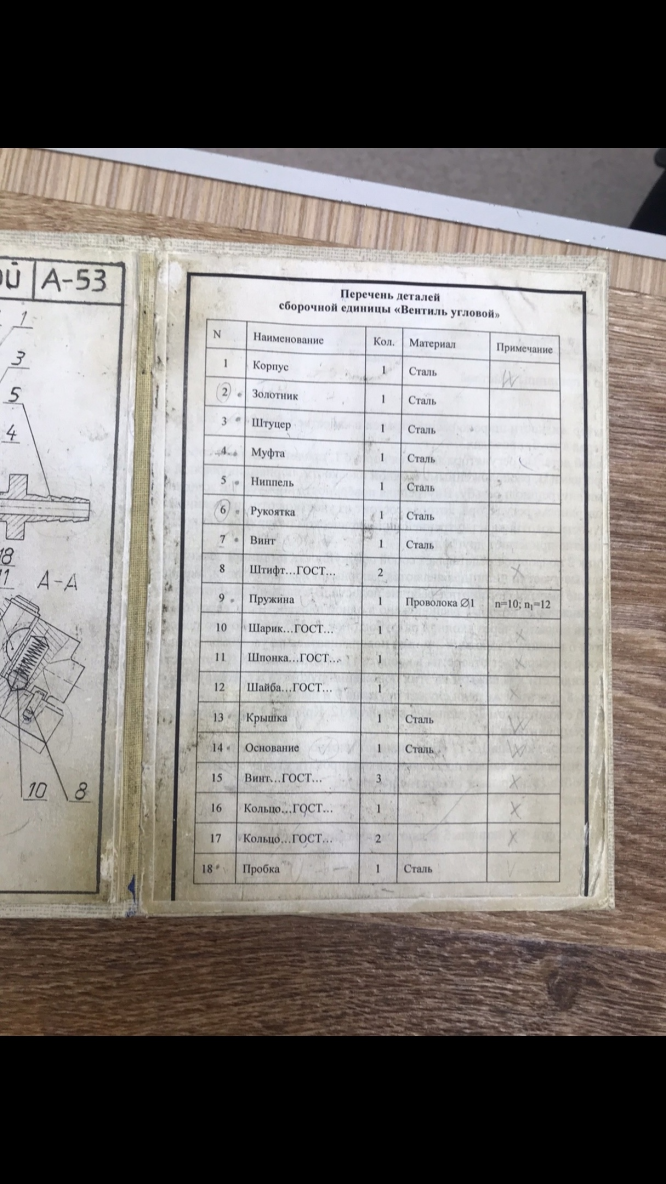 ОЙ А-53
1
3
5
4
18
11 А-А
10 8
Перечень деталей
сборочной единицы «Вентиль угловой»
N Наименование Кол. Материал Примечание
1 Корпус 1 Сталь
2 Золотник 1 Сталь
3 Штуцер 1 Сталь
4 Муфта 1 Сталь
5 Ниппель 1 Сталь
6 Рукоятка 1 Сталь
7 Винт 1 Сталь
8 Штифт…ГОСТ… 2 X
9 Пружина 1 Проволока ∅1 n=10; n₁=12
10 Шарик…ГОСТ… 1 X
11 Шпонка…ГОСТ… 1 X
12 Шайба…ГОСТ… 1 X
13 Крышка 1 Сталь
14 Основание 1 Сталь
15 Винт…ГОСТ… 3 X
16 Кольцо…ГОСТ… 1 X
17 Кольцо…ГОСТ… 2 X
18 Пробка 1 Сталь